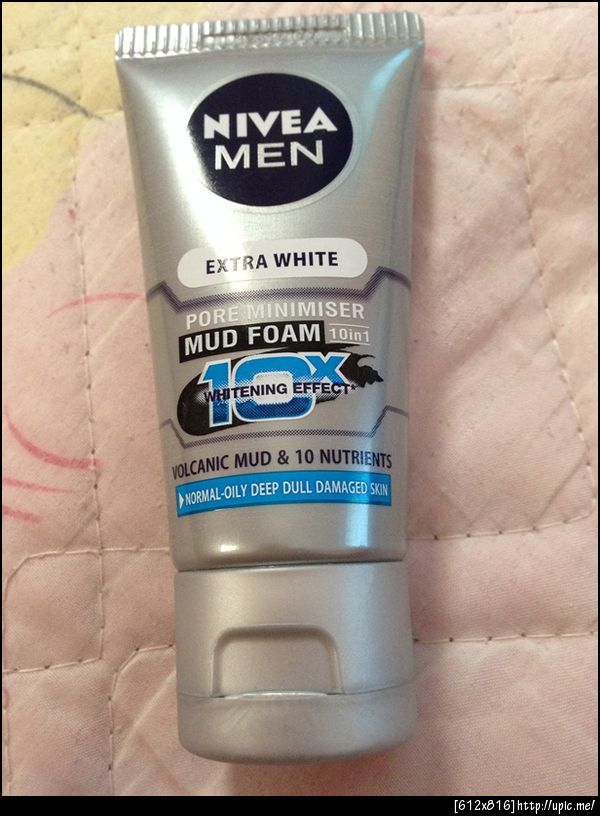 NIVEA
MEN
EXTRA WHITE
PORE MINIMISER
MUD FOAM 10in1
10X
WHITENING EFFECT*
VOLCANIC MUD & 10 NUTRIENTS
NORMAL-OILY DEEP DULL DAMAGED SKIN
[612x816]http://upic.me/